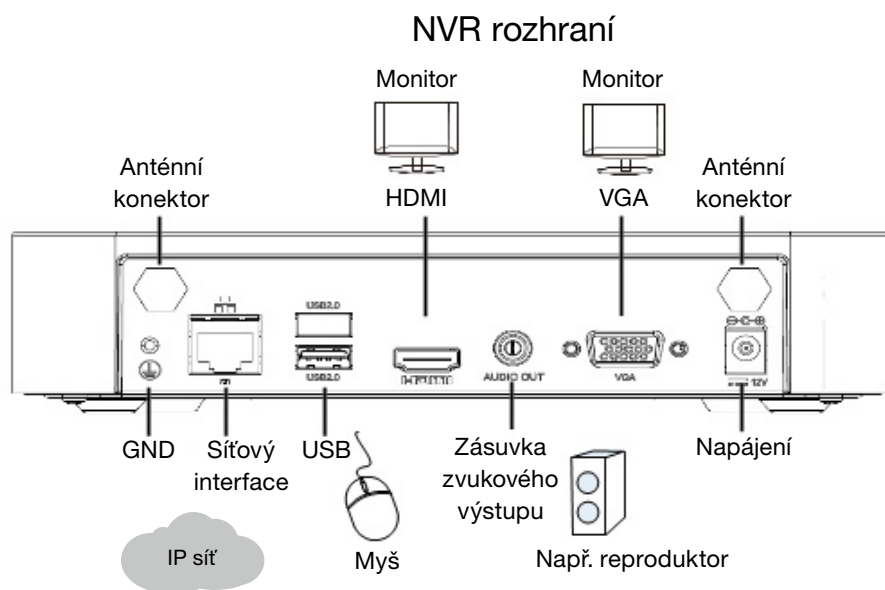 NVR rozhraní
Monitor
Monitor
Anténní
konektor
HDMI
VGA
Anténní
konektor
USB2.0
USB2.0
HDMI
AUDIO OUT
VGA
12V
GND
Síťový
interface
USB
Zásuvka
zvukového
výstupu
Napájení
IP síť
Myš
Např. reproduktor